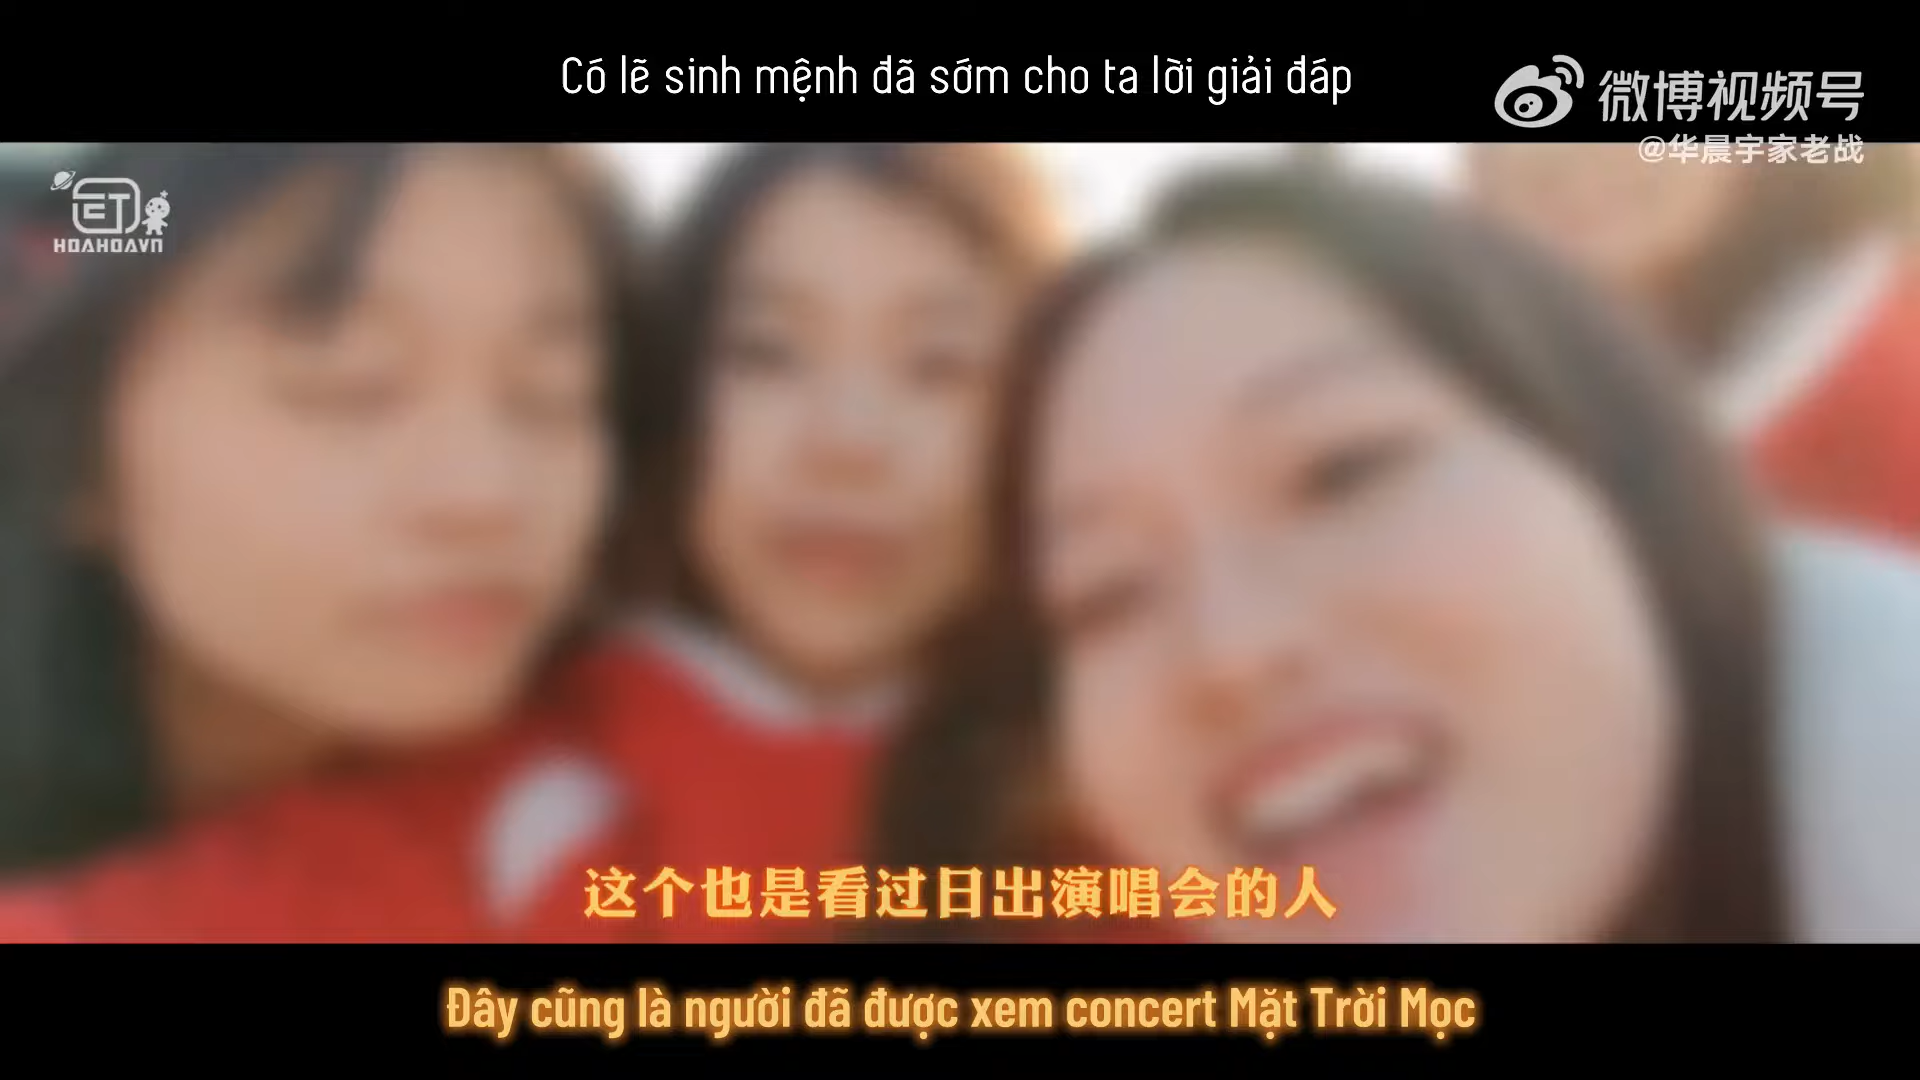 Có lẽ sinh mệnh đã sớm cho ta lời giải đáp
微博视频号
@华晨宇家老战
ET
HOAHOAVN
这个也是看过日出演唱会的人
Đây cũng là người đã được xem concert Mặt Trời Mọc